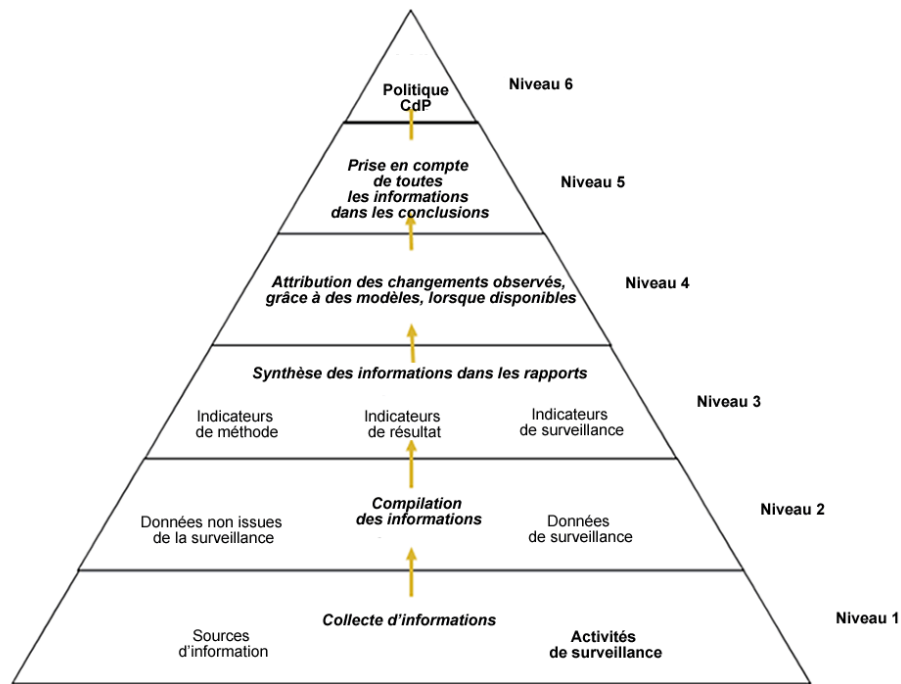 Politique
CdP
Niveau 6
Prise en compte
de toutes
les informations
dans les conclusions
Niveau 5
Attribution des changements observés,
grâce à des modèles, lorsque disponibles
Niveau 4
Synthèse des informations dans les rapports
Indicateurs
de méthode
Indicateurs
de résultat
Indicateurs
de surveillance
Niveau 3
Données non issues
de la surveillance
Compilation
des informations
Données
de surveillance
Niveau 2
Collecte d'informations
Sources
d'information
Activités
de surveillance
Niveau 1